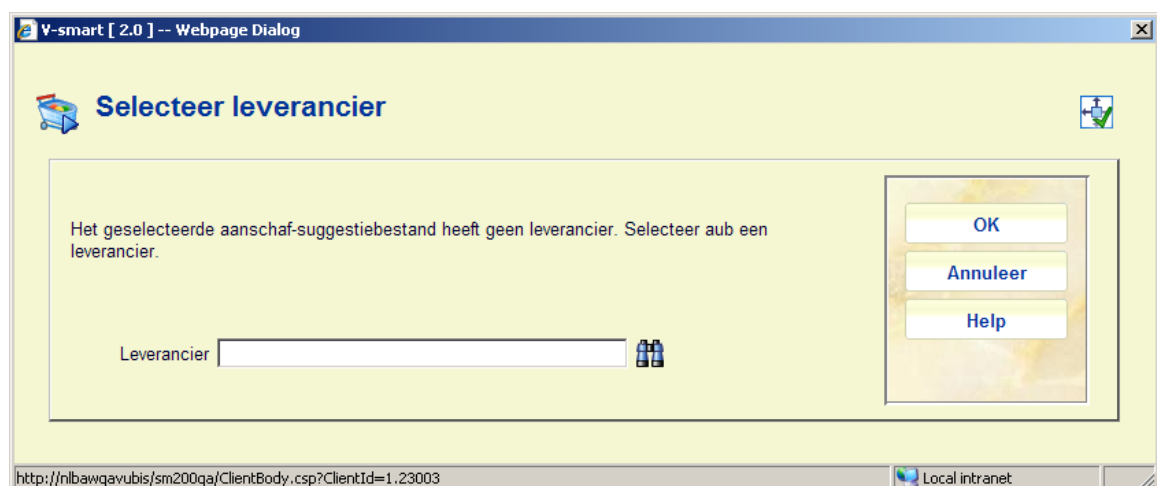 V-smart [ 2.0 ] -- Webpage Dialog
Selecteer leverancier
Het geselecteerde aanschaf-suggestiebestand heeft geen leverancier. Selecteer aub een
leverancier.
Leverancier
OK
Annuleer
Help
http://nlbawqavubis/sm200qa/ClientBody.csp?ClientId=1.23003
Local intranet